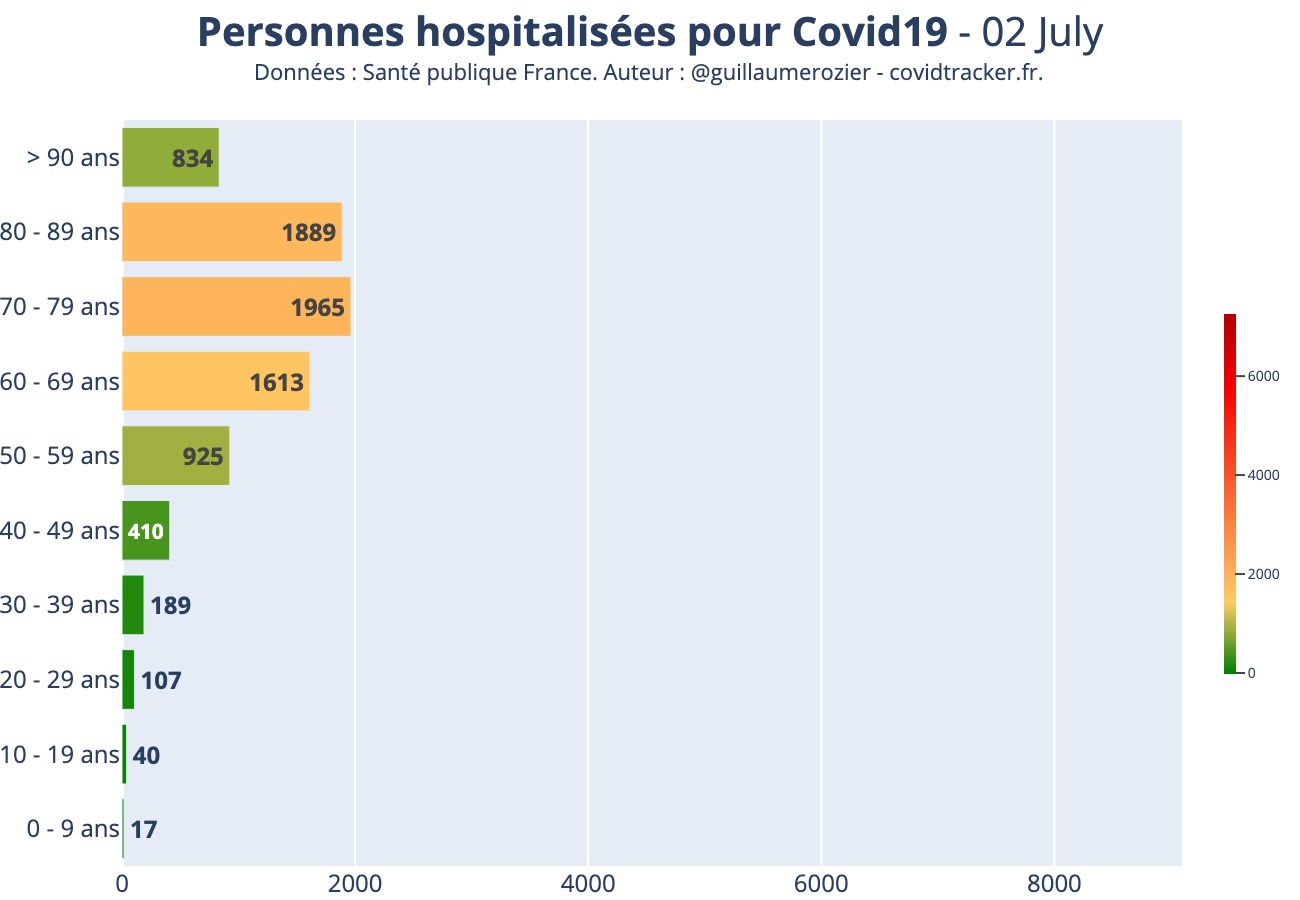 Personnes hospitalisées pour Covid19 - 02 July
Données : Santé publique France. Auteur : @guillaumerozier - covidtracker.fr.
> 90 ans 834
80 - 89 ans 1889
70 - 79 ans 1965
60 - 69 ans 1613
50 - 59 ans 925
40 - 49 ans 410
30 - 39 ans 189
20 - 29 ans 107
10 - 19 ans 40
0 - 9 ans 17
0 2000 4000 6000 8000
6000
4000
2000
0